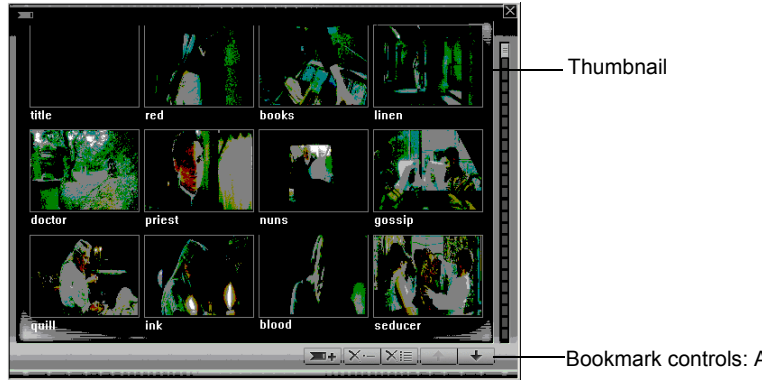 title red books linen
Thumbnail
doctor priest nuns gossip
quill ink blood seducer
Bookmark controls: A